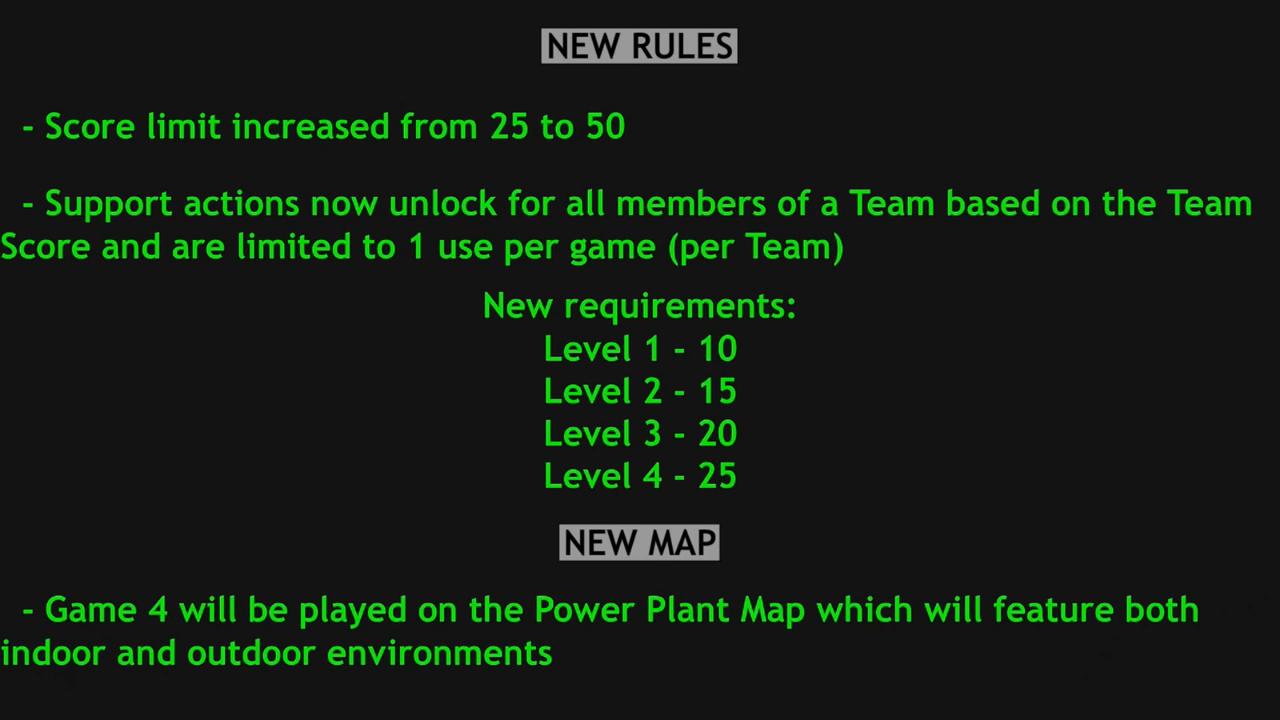 NEW RULES
- Score limit increased from 25 to 50
- Support actions now unlock for all members of a Team based on the Team
Score and are limited to 1 use per game (per Team)
New requirements:
Level 1 - 10
Level 2 - 15
Level 3 - 20
Level 4 - 25
NEW MAP
- Game 4 will be played on the Power Plant Map which will feature both
indoor and outdoor environments